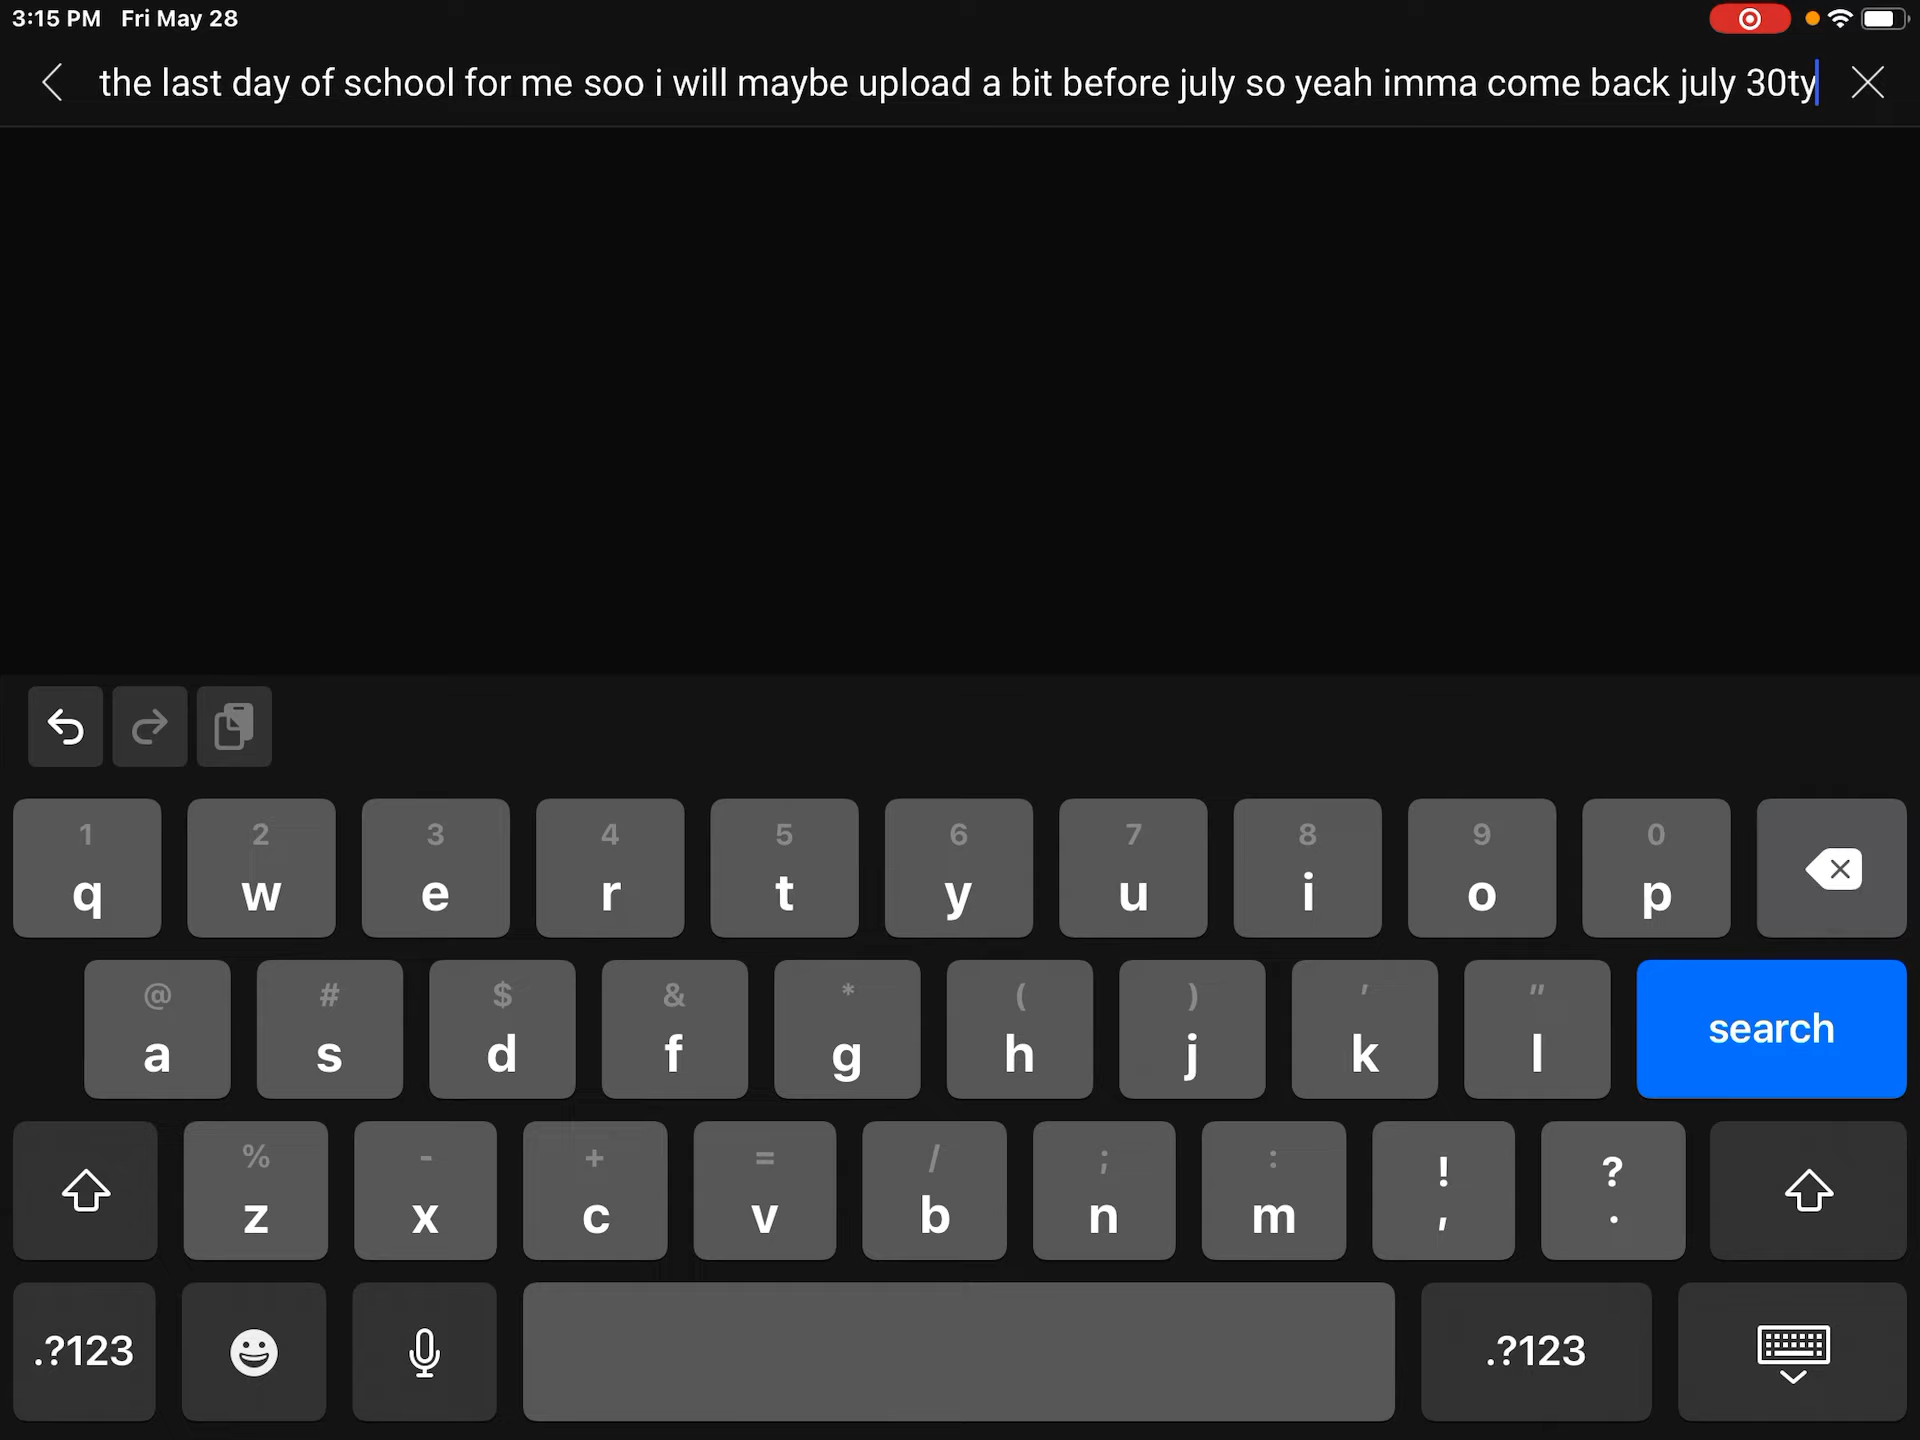 3:15 PM Fri May 28
the last day of school for me soo i will maybe upload a bit before july so yeah imma come back july 30ty
1 2 3 4 5 6 7 8 9 0
q w e r t y u i o p
@ # $ & * ( ) ' "
a s d f g h j k l search
% - + = / ; : ! ?
z x c v b n m , .
.?123 .?123